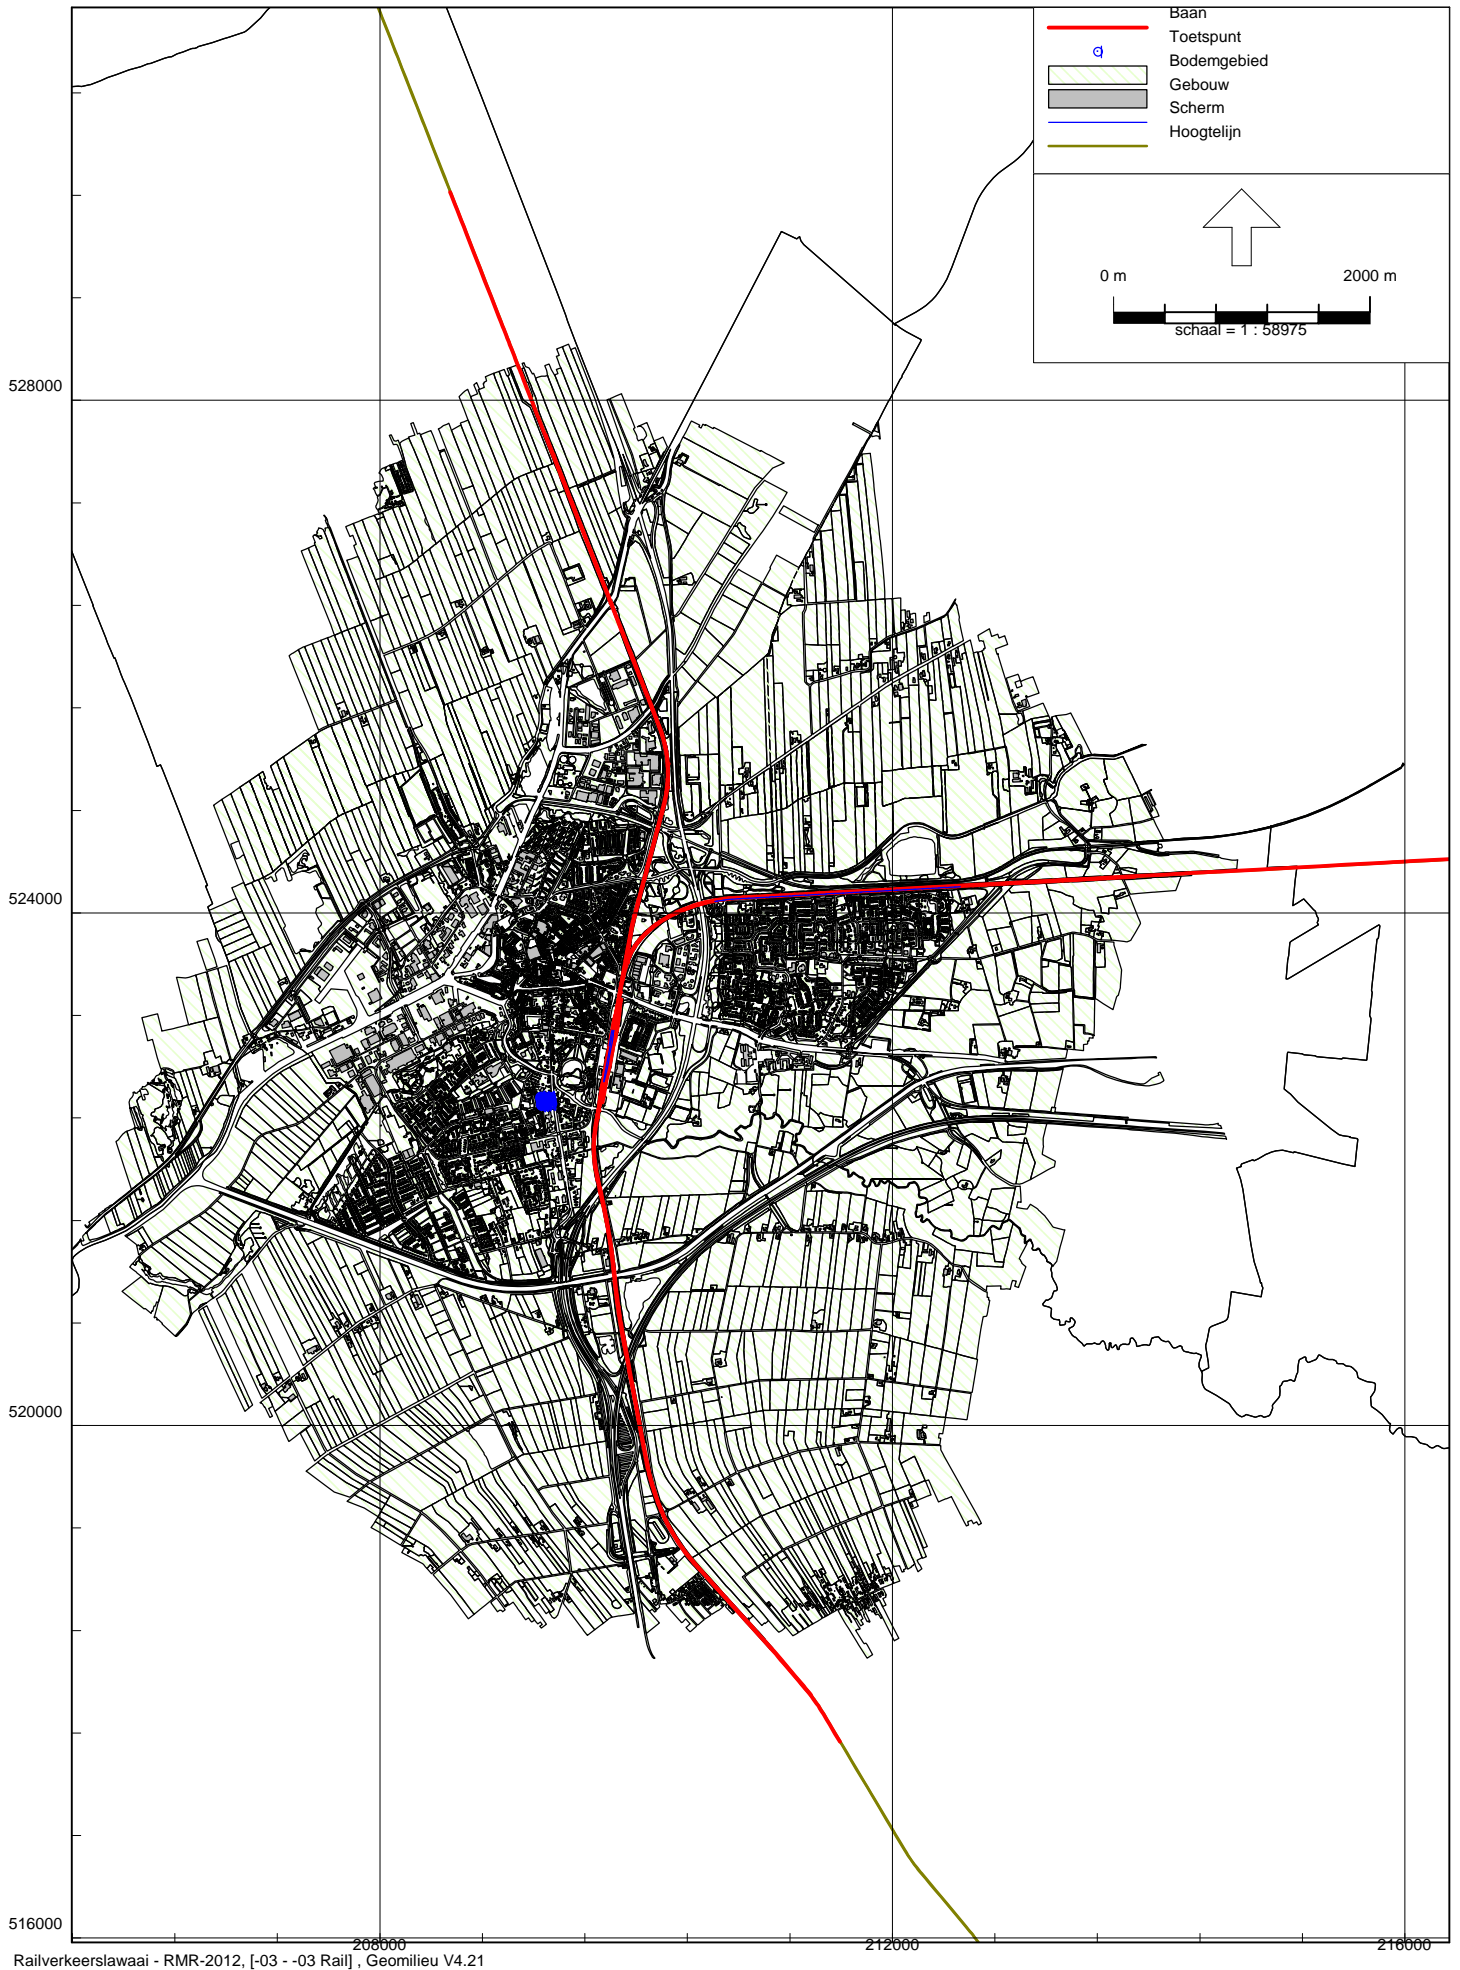 Baan
Toetspunt
Bodemgebied
Gebouw
Scherm
Hoogtelijn
0 m 2000 m
schaal = 1 : 58975
528000
524000
520000
516000
208000 212000 216000
Railverkeerslawaai - RMR-2012, [-03 - -03 Rail] , Geomilieu V4.21